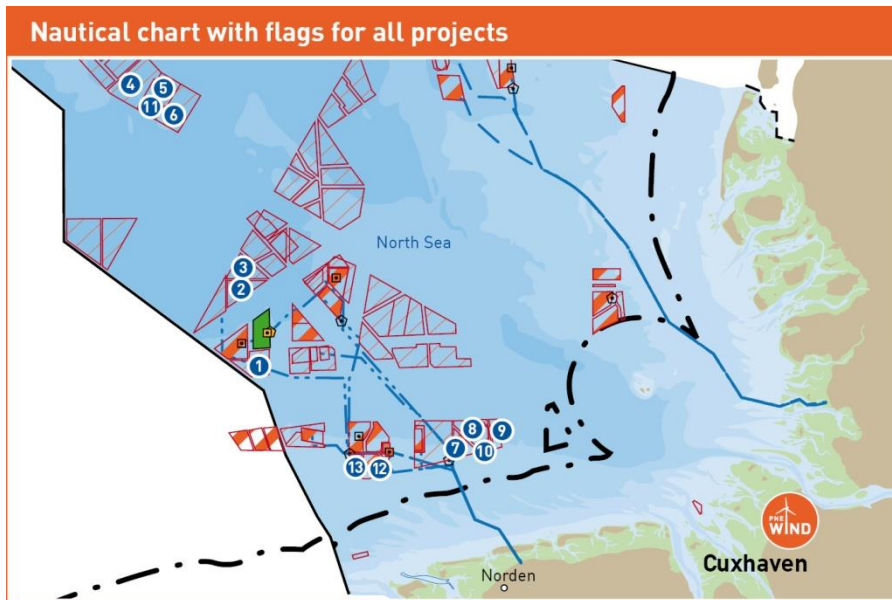 Nautical chart with flags for all projects
4
5
11
6
North Sea
3
2
1
8
9
7
10
13
12
PNE
WIND
Cuxhaven
Norden